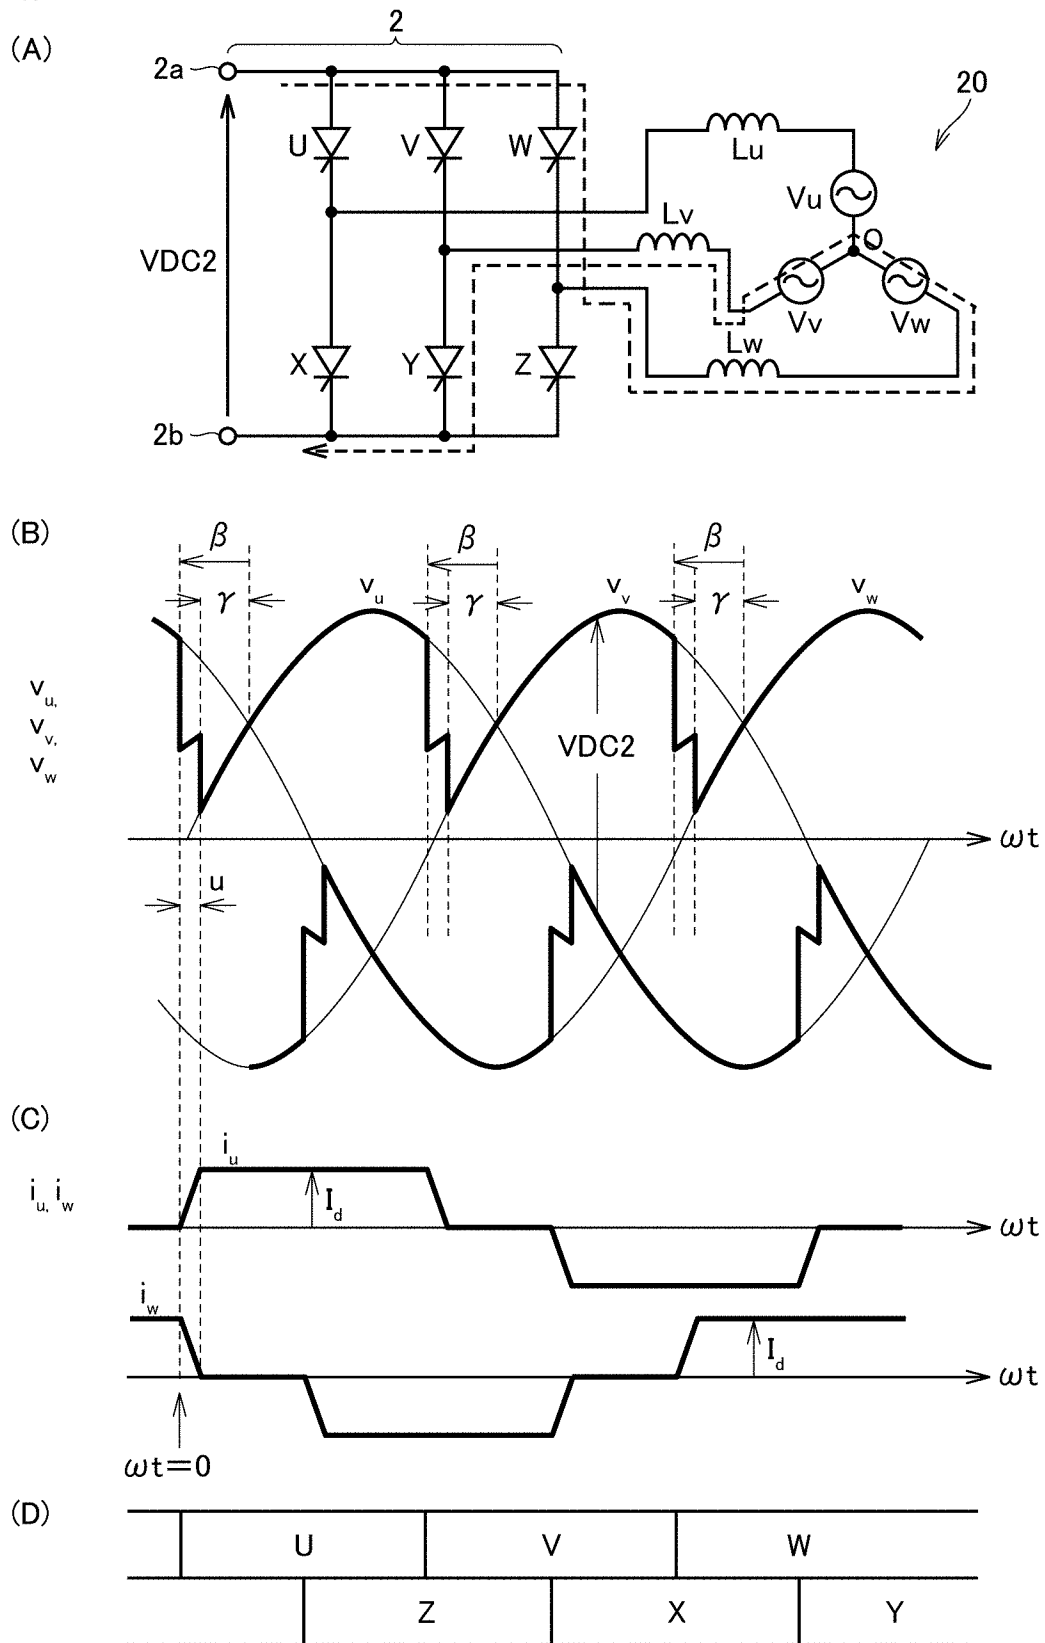 (A)
2
2a
20
U
V
W
Lu
Vu
Lv
O
VDC2
Vv
Vw
Lw
X
Y
Z
2b
(B)
β
β
β
γ
vu
γ
vv
γ
vw
vu,
vv,
vw
VDC2
ωt
u
(C)
iu
iu, iw
Id
ωt
iw
Id
ωt
ωt=0
(D)
U
V
W
Z
X
Y